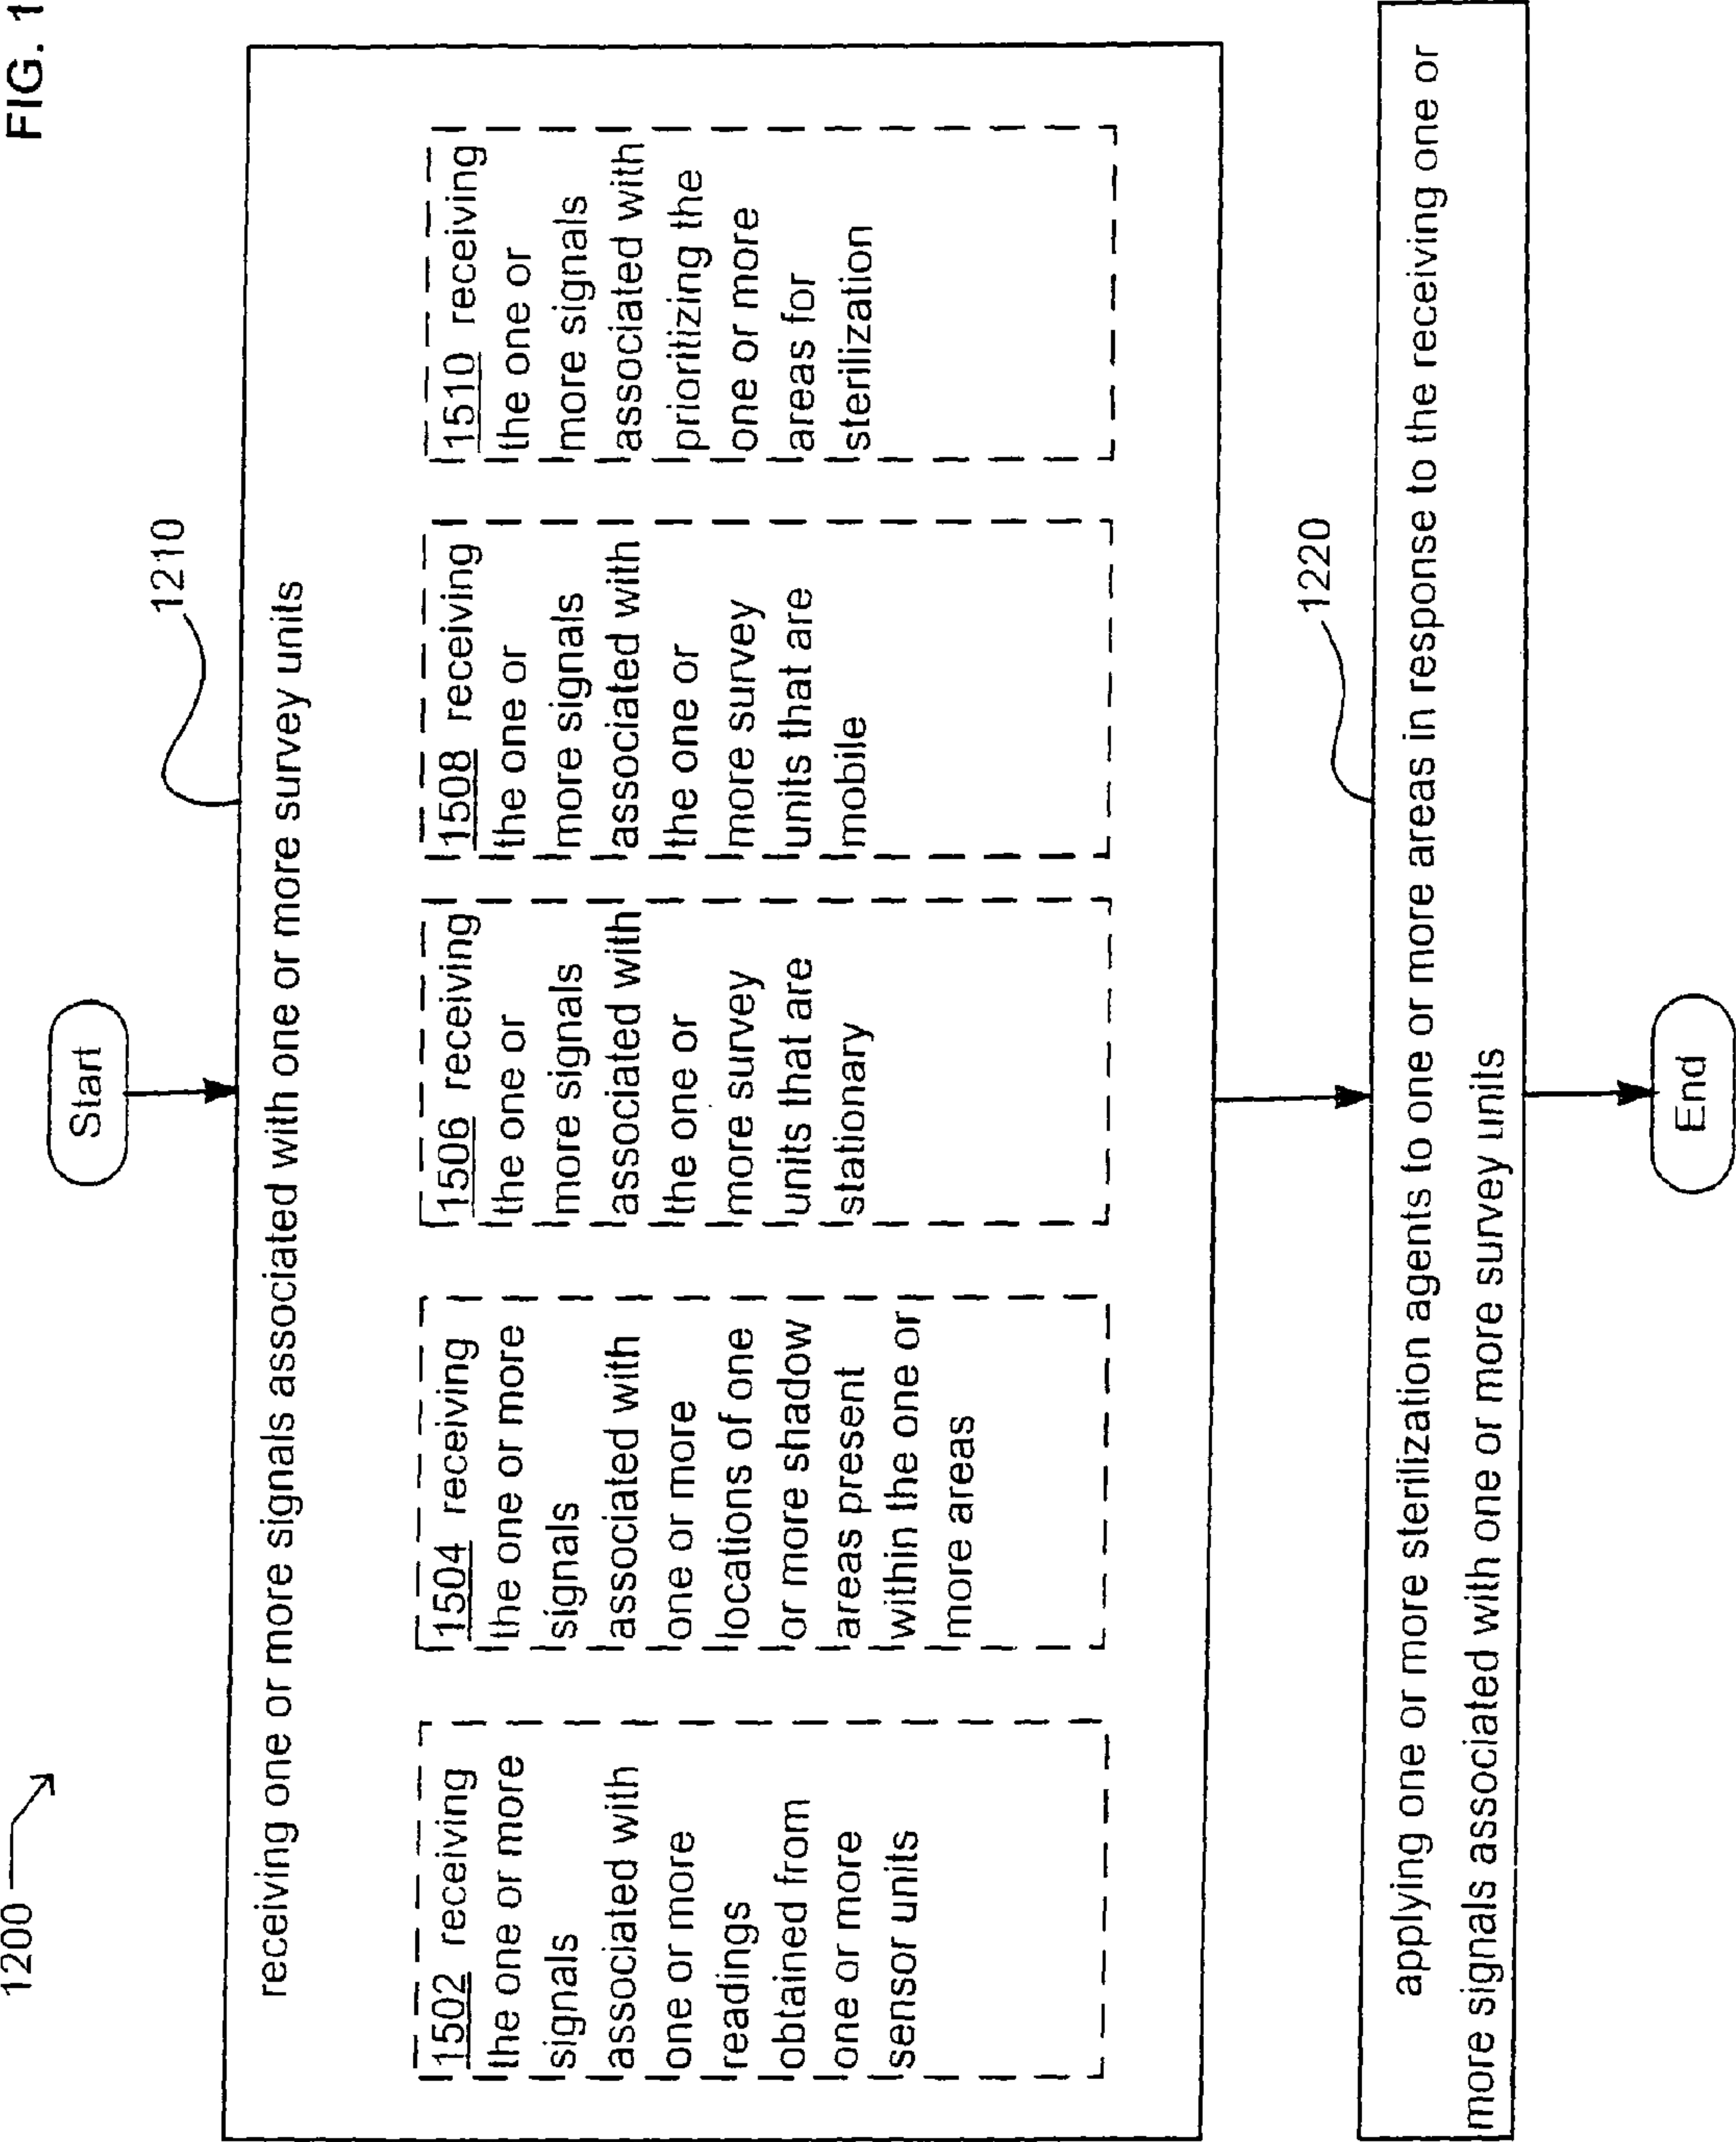 FIG. 1
1200
Start
1210
receiving one or more signals associated with one or more survey units
1502 receiving
the one or more
signals
associated with
one or more
readings
obtained from
one or more
sensor units
1504 receiving
the one or more
signals
associated with
one or more
locations of one
or more shadow
areas present
within the one or
more areas
1506 receiving
the one or
more signals
associated with
the one or
more survey
units that are
stationary
1508 receiving
the one or
more signals
associated with
the one or
more survey
units that are
mobile
1510 receiving
the one or
more signals
associated with
prioritizing the
one or more
areas for
sterilization
1220
applying one or more sterilization agents to one or more areas in response to the receiving one or
more signals associated with one or more survey units
End